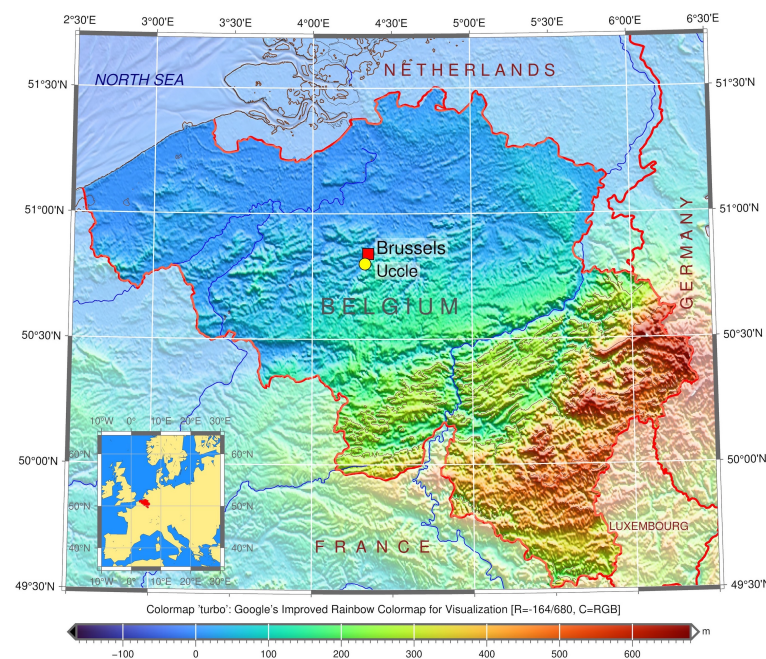 2°5'E 3°00'E 3°30'E 4°00'E 4°30'E 5°00'E 5°30'E 6°00'E 6°5'E
51°30'N NORTH SEA NETHERLANDS 51°30'N
51°00'N 51°00'N
GERMANY
Brussels
Uccle
BELGIUM
50°30'N 50°30'N
10°W 0° 10°E 20°E 30°E
60°N 60°N
50°N 50°N
40°N 40°N
10°W 0° 10°E 20°E 30°E
50°00'N 50°00'N
LUXEMBOURG
FRANCE
49°30'N 49°30'N
Colormap 'turbo': Google's Improved Rainbow Colormap for Visualization [R=-164/680, C=RGB]
m
−100 0 100 200 300 400 500 600